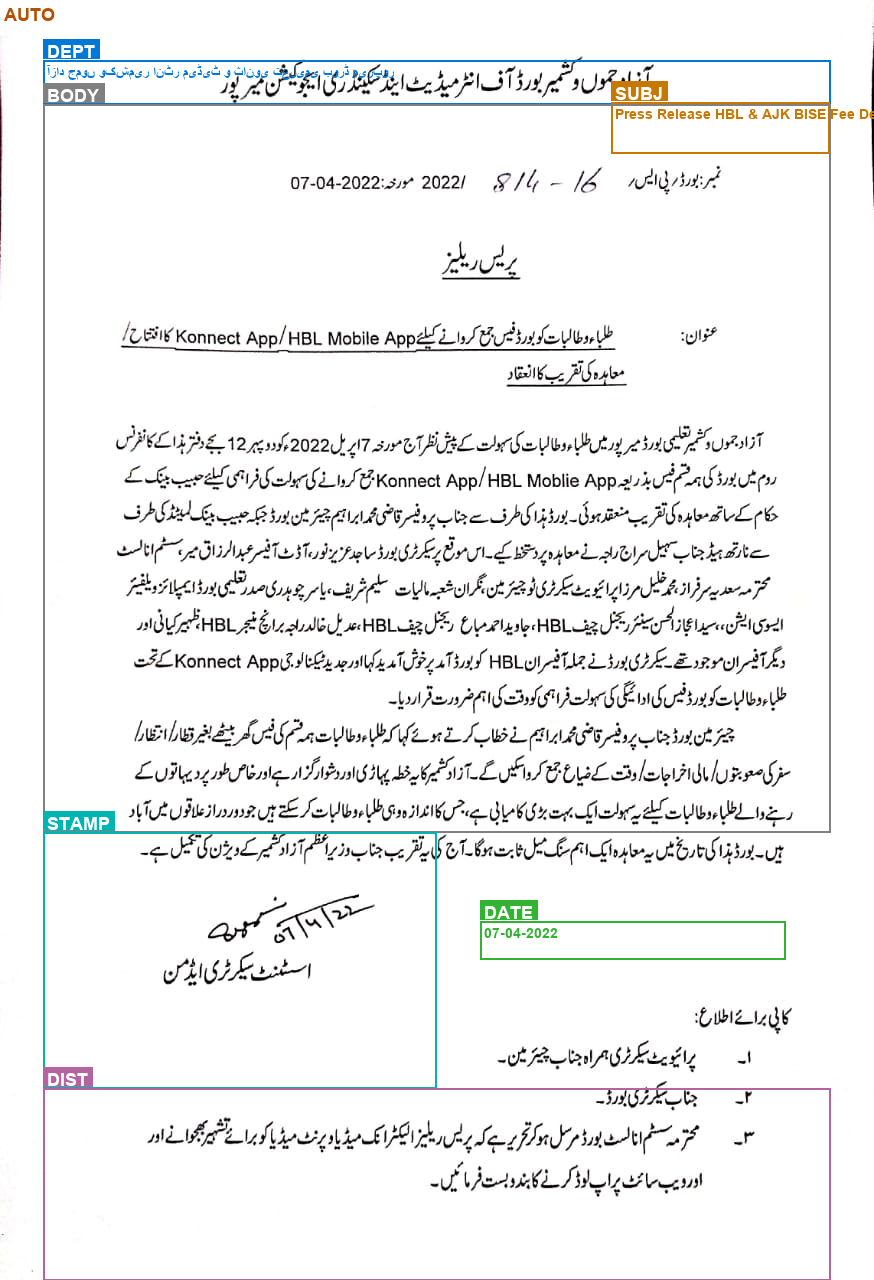 AUTO
DEPT
آزاد جموں و کشمیر بورڈ آف انٹرمیڈیٹ اینڈ سیکنڈری ایجوکیشن میرپور
BODY
SUBJ
Press Release HBL & AJK BISE Fee De
نمبر: بورڈ/پی ایس/ 814-16 /2022 مورخہ: 07-04-2022
پریس ریلیز
عنوان: طلباء و طالبات کو بورڈ فیس جمع کروانے کیلئے Konnect App/HBL Mobile App کا افتتاح/
معاہدہ کی تقریب کا انعقاد
آزاد جموں و کشمیر تعلیمی بورڈ میرپور میں طلباء و طالبات کی سہولت کے پیش نظر آج مورخہ 7 اپریل 2022ء کو دوپہر 12 بجے دفتر ہذا کے کانفرنس
روم میں بورڈ کی ہمہ قسم فیس بذریعہ Konnect App/HBL Moblie App جمع کروانے کی سہولت کی فراہمی کیلئے حبیب بینک کے
حکام کے ساتھ معاہدہ کی تقریب منعقد ہوئی۔ بورڈ ہذا کی طرف سے جناب پروفیسر قاضی محمد ابراہیم چیئرمین بورڈ جبکہ حبیب بینک لمیٹڈ کی طرف
سے نارتھ ہیڈ جناب سہیل سراج راجہ نے معاہدہ پر دستخط کیے۔ اس موقع پر سیکرٹری بورڈ ساجد عزیز نور، آڈٹ آفیسر عبدالرزاق میر، سسٹم انالسٹ
محترمہ سعدیہ سرفراز، محمد خلیل مرزا پرائیویٹ سیکرٹری ٹو چیئرمین، نگران شعبہ مالیات سلیم شریف، یاسر چوہدری صدر تعلیمی بورڈ ایمپلائز ویلفیئر
ایسوسی ایشن،، سید اعجاز الحسن سینئر ریجنل چیف HBL، جاوید احمد ریجنل چیف HBL، عدیل خالد راجہ برانچ منیجر HBL، ظہیر کیانی اور
دیگر آفیسران موجود تھے۔ سیکرٹری بورڈ نے جملہ آفیسران HBL کو بورڈ آمد پر خوش آمدید کہا اور جدید ٹیکنالوجی Konnect App کے تحت
طلباء و طالبات کو بورڈ فیس کی ادائیگی کی سہولت فراہمی کو وقت کی اہم ضرورت قرار دیا۔
چیئرمین بورڈ جناب پروفیسر قاضی محمد ابراہیم نے خطاب کرتے ہوئے کہا کہ طلباء و طالبات ہمہ قسم کی فیس گھر بیٹھے بغیر قطار/انتظار/
سفر کی صعوبتوں/مالی اخراجات/وقت کے ضیاع جمع کروا سکیں گے۔ آزاد کشمیر کا یہ خطہ پہاڑی اور دشوار گزار ہے اور خاص طور پر دیہاتوں کے
رہنے والے طلباء و طالبات کیلئے یہ سہولت ایک بہت بڑی کامیابی ہے، جس کا اندازہ وہی طلباء و طالبات کر سکتے ہیں جو دور دراز علاقوں میں آباد
STAMP
ہیں۔ بورڈ ہذا کی تاریخ میں یہ معاہدہ ایک اہم سنگ میل ثابت ہوگا۔ آج کی یہ تقریب جناب وزیراعظم آزاد کشمیر کے ویژن کی تکمیل ہے۔
07/4/22
DATE
07-04-2022
اسسٹنٹ سیکرٹری ایڈمن
کاپی برائے اطلاع:
۱۔ پرائیویٹ سیکرٹری ہمراہ جناب چیئرمین۔
DIST
۲۔ جناب سیکرٹری بورڈ۔
۳۔ محترمہ سسٹم انالسٹ بورڈ مرسل ہو کر تحریر ہے کہ پریس ریلیز الیکٹرانک میڈیا و پرنٹ میڈیا کو برائے تشہیر بھجوانے اور
اور ویب سائٹ پر اپ لوڈ کرنے کا بندوبست فرمائیں۔